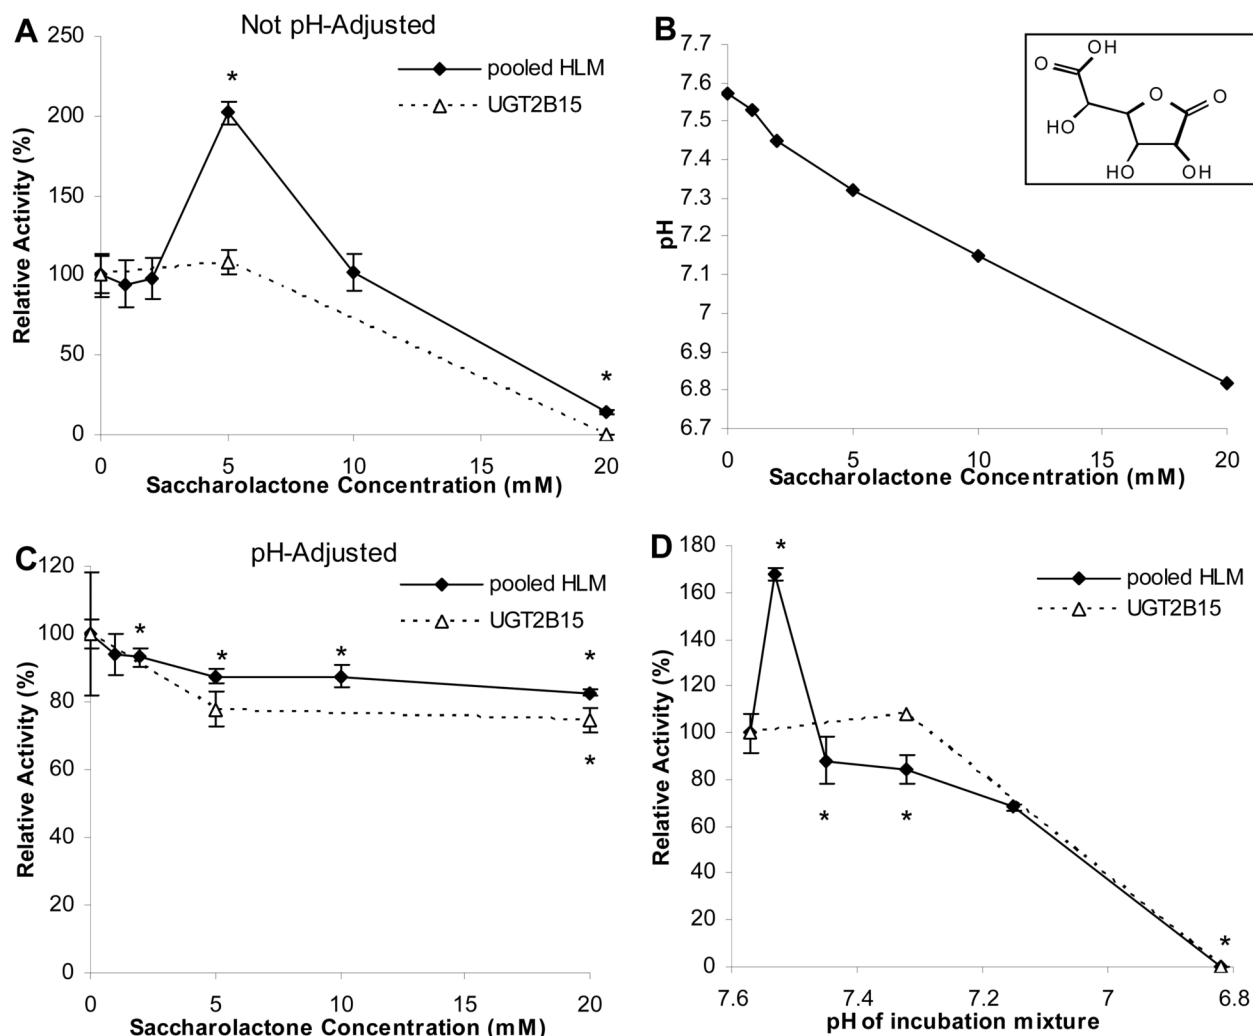 A
Not pH-Adjusted
250
200
150
100
50
0
Relative Activity (%)
pooled HLM
UGT2B15
*
*
0 5 10 15 20
Saccharolactone Concentration (mM)
B
7.7
7.6
7.5
7.4
7.3
7.2
7.1
7
6.9
6.8
6.7
pH
OH
O
O
O
HO
HO
OH
0 5 10 15 20
Saccharolactone Concentration (mM)
C
pH-Adjusted
120
100
80
60
40
20
0
Relative Activity (%)
pooled HLM
UGT2B15
* * * *
*
0 5 10 15 20
Saccharolactone Concentration (mM)
D
180
160
140
120
100
80
60
40
20
0
Relative Activity (%)
pooled HLM
UGT2B15
*
* *
*
7.6 7.4 7.2 7 6.8
pH of incubation mixture